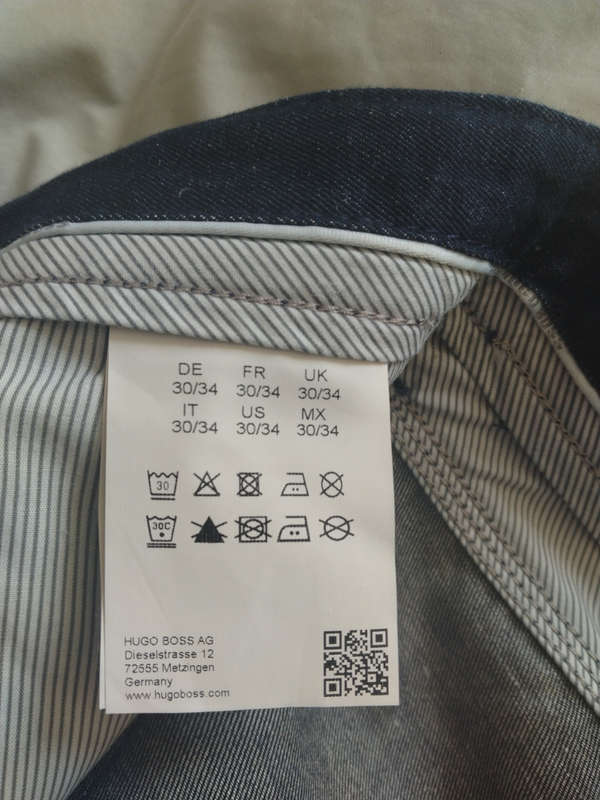 DE FR UK
30/34 30/34 30/34
IT US MX
30/34 30/34 30/34
30
30C
HUGO BOSS AG
Dieselstrasse 12
72555 Metzingen
Germany
www.hugoboss.com